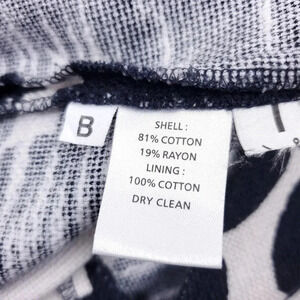 B
SHELL :
81% COTTON
19% RAYON
LINING :
100% COTTON
DRY CLEAN